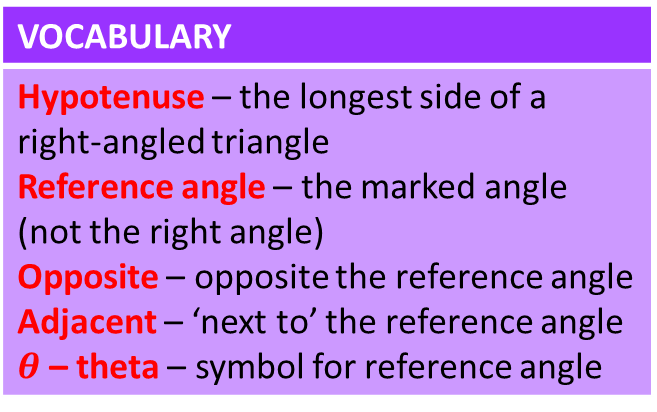 VOCABULARY
Hypotenuse – the longest side of a
right-angled triangle
Reference angle – the marked angle
(not the right angle)
Opposite – opposite the reference angle
Adjacent – ‘next to’ the reference angle
θ – theta – symbol for reference angle